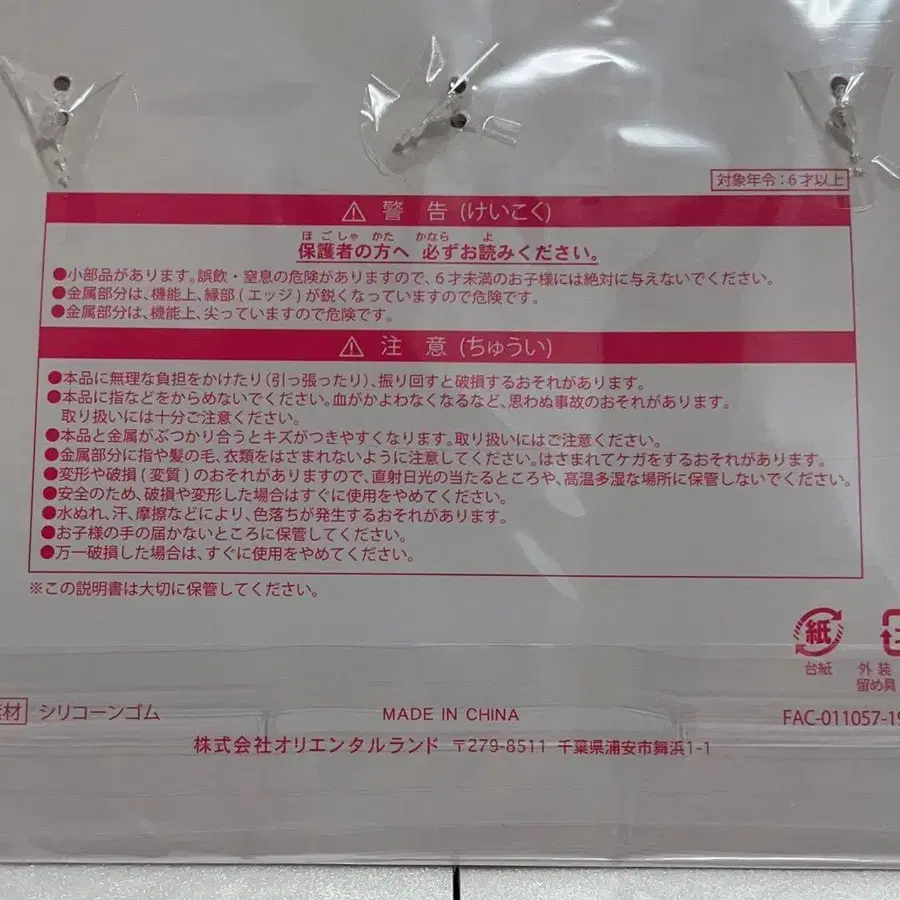 対象年令:6才以上
⚠ 警 告 (けいこく)
ほごしゃ かた かなら よ
保護者の方へ 必ずお読みください。
●小部品があります。誤飲・窒息の危険がありますので、6才未満のお子様には絶対に与えないでください。
●金属部分は、機能上、縁部(エッジ)が鋭くなっていますので危険です。
●金属部分は、機能上、尖っていますので危険です。
⚠ 注 意 (ちゅうい)
●本品に無理な負担をかけたり(引っ張ったり)、振り回すと破損するおそれがあります。
●本品に指などをからめないでください。血がかよわなくなるなど、思わぬ事故のおそれがあります。
取り扱いには十分ご注意ください。
●本品と金属がぶつかり合うとキズがつきやすくなります。取り扱いにはご注意ください。
●金属部分に指や髪の毛、衣類をはさまれないように注意してください。はさまれてケガをするおそれがあります。
●変形や破損(変質)のおそれがありますので、直射日光の当たるところや、高温多湿な場所に保管しないでください。
●安全のため、破損や変形した場合はすぐに使用をやめてください。
●水ぬれ、汗、摩擦などにより、色落ちが発生するおそれがあります。
●お子様の手の届かないところに保管してください。
●万一破損した場合は、すぐに使用をやめてください。
※この説明書は大切に保管してください。
紙
台紙
外装
留め具
材 シリコーンゴム
MADE IN CHINA
FAC-011057-19
株式会社オリエンタルランド 〒279-8511 千葉県浦安市舞浜1-1